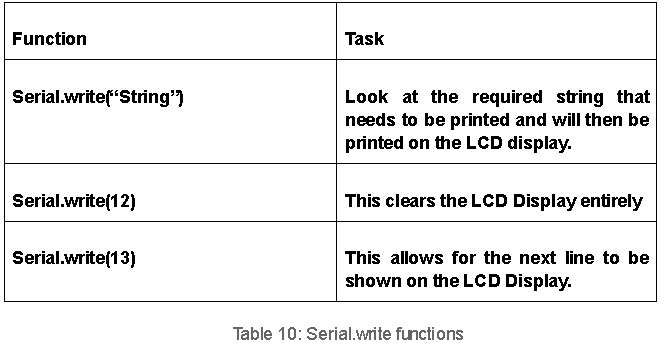 Function
Task
Serial.write(“String”)
Look at the required string that
needs to be printed and will then be
printed on the LCD display.
Serial.write(12)
This clears the LCD Display entirely
Serial.write(13)
This allows for the next line to be
shown on the LCD Display.
Table 10: Serial.write functions